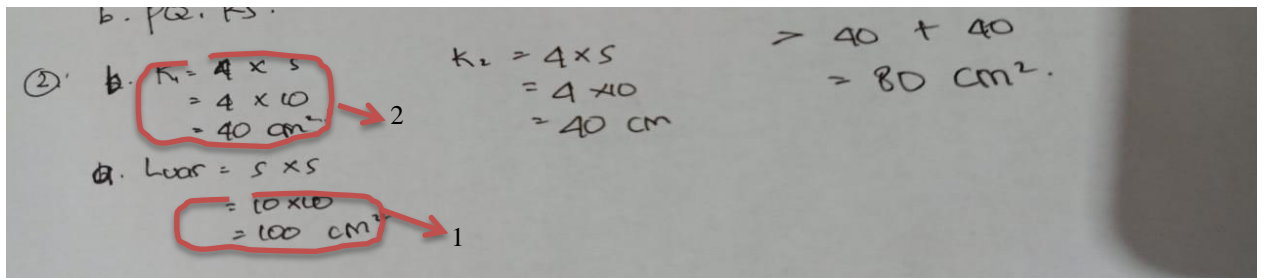 b. PQ, RS.
② b. K₁ = 4 × s
= 4 × 10
= 40 cm²
2
a. Luas = s × s
= 10 × 10
= 100 cm²
1
K₂ = 4 × s
= 4 × 10
= 40 cm
> 40 + 40
= 80 cm².